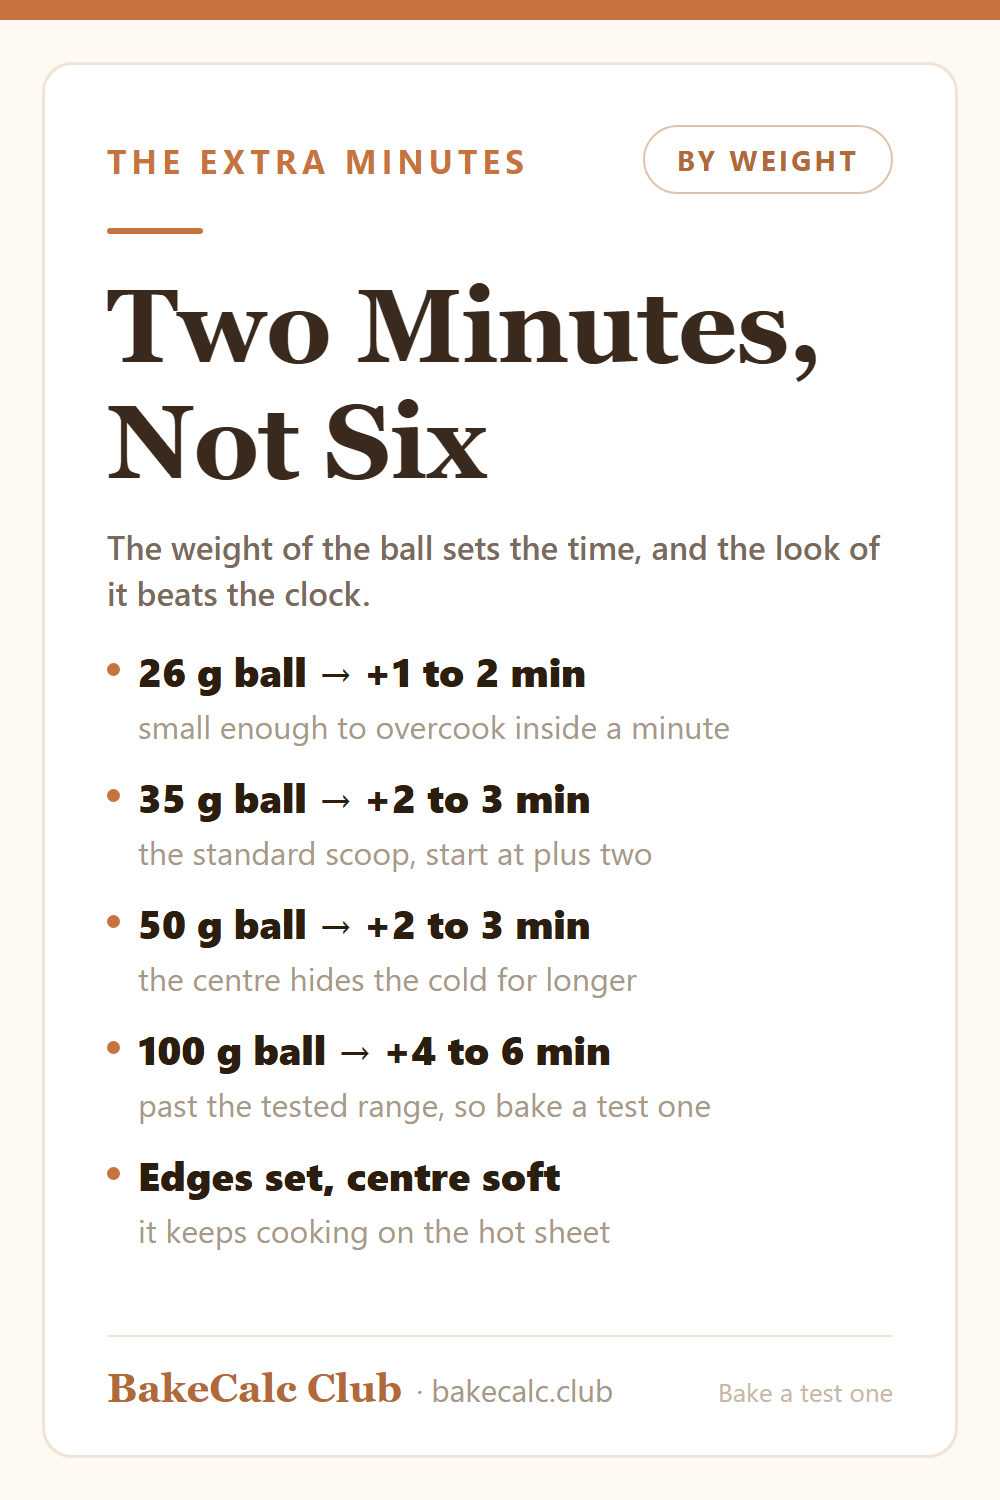 THE EXTRA MINUTES
BY WEIGHT
Two Minutes,
Not Six
The weight of the ball sets the time, and the look of
it beats the clock.
26 g ball → +1 to 2 min
small enough to overcook inside a minute
35 g ball → +2 to 3 min
the standard scoop, start at plus two
50 g ball → +2 to 3 min
the centre hides the cold for longer
100 g ball → +4 to 6 min
past the tested range, so bake a test one
Edges set, centre soft
it keeps cooking on the hot sheet
BakeCalc Club · bakecalc.club
Bake a test one